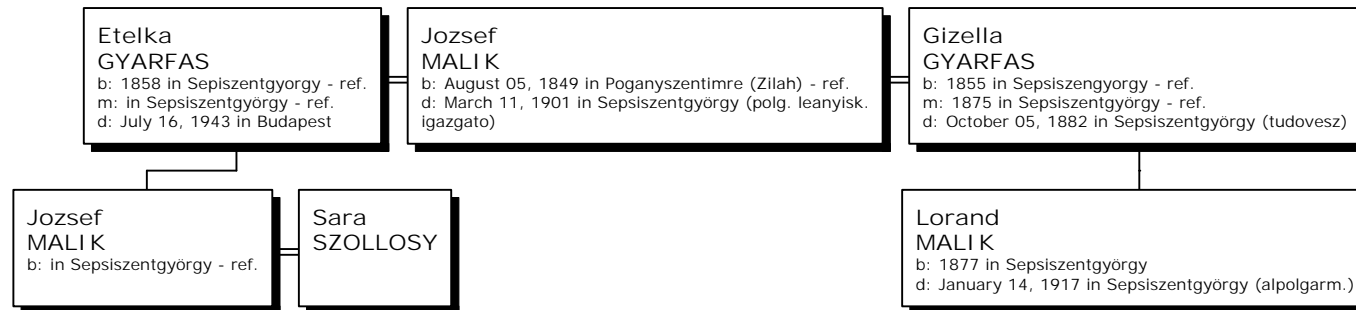 Etelka
GYARFAS
b: 1858 in Sepiszentgyorgy - ref.
m: in Sepsiszentgyörgy - ref.
d: July 16, 1943 in Budapest
Jozsef
MALIK
b: August 05, 1849 in Poganyszentimre (Zilah) - ref.
d: March 11, 1901 in Sepsiszentgyörgy (polg. leanyisk.
igazgato)
Gizella
GYARFAS
b: 1855 in Sepsiszengyorgy - ref.
m: 1875 in Sepsiszentgyörgy - ref.
d: October 05, 1882 in Sepsiszentgyörgy (tudovesz)
Jozsef
MALIK
b: in Sepsiszentgyörgy - ref.
Sara
SZOLLOSY
Lorand
MALIK
b: 1877 in Sepsiszentgyörgy
d: January 14, 1917 in Sepsiszentgyörgy (alpolgarm.)